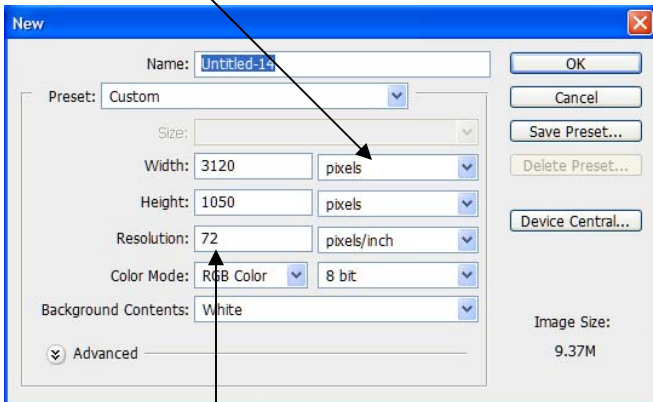 New
Name: Untitled-14
OK
Preset: Custom
Cancel
Size:
Save Preset...
Width: 3120 pixels
Delete Preset...
Height: 1050 pixels
Device Central...
Resolution: 72 pixels/inch
Color Mode: RGB Color 8 bit
Background Contents: White
Image Size:
Advanced
9.37M